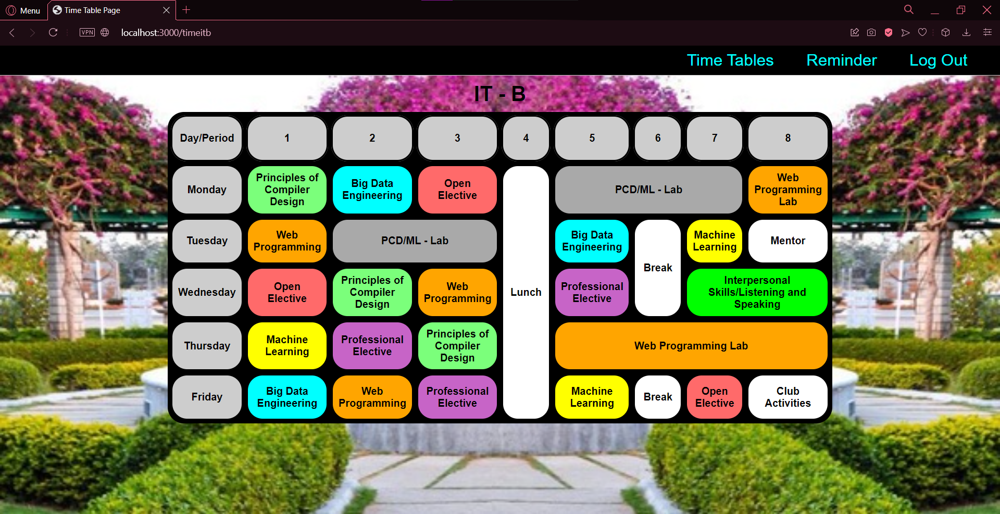 Menu
Time Table Page
VPN
localhost:3000/timeitb
Time Tables
Reminder
Log Out
IT - B
Day/Period
1
2
3
4
5
6
7
8
Monday
Principles of
Compiler
Design
Big Data
Engineering
Open
Elective
Lunch
PCD/ML - Lab
Web
Programming
Lab
Tuesday
Web
Programming
PCD/ML - Lab
Big Data
Engineering
Break
Machine
Learning
Mentor
Wednesday
Open
Elective
Principles of
Compiler
Design
Web
Programming
Professional
Elective
Interpersonal
Skills/Listening and
Speaking
Thursday
Machine
Learning
Professional
Elective
Principles of
Compiler
Design
Web Programming Lab
Friday
Big Data
Engineering
Web
Programming
Professional
Elective
Machine
Learning
Break
Open
Elective
Club
Activities